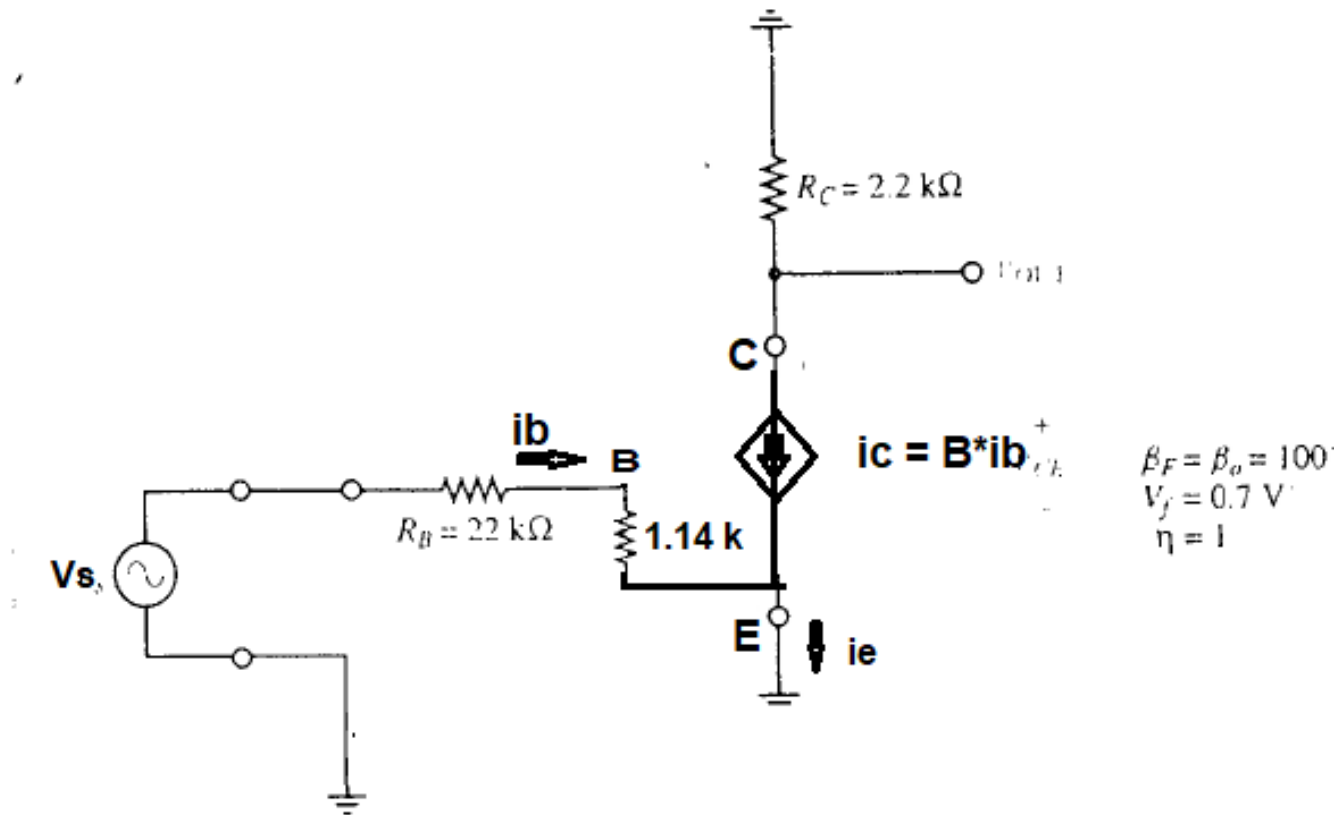 R_C = 2.2 kΩ
C
ib
B
ic = B*ib
+
β_F = β_o = 100
V_f = 0.7 V
η = 1
R_B = 22 kΩ
1.14 k
Vs
E
ie